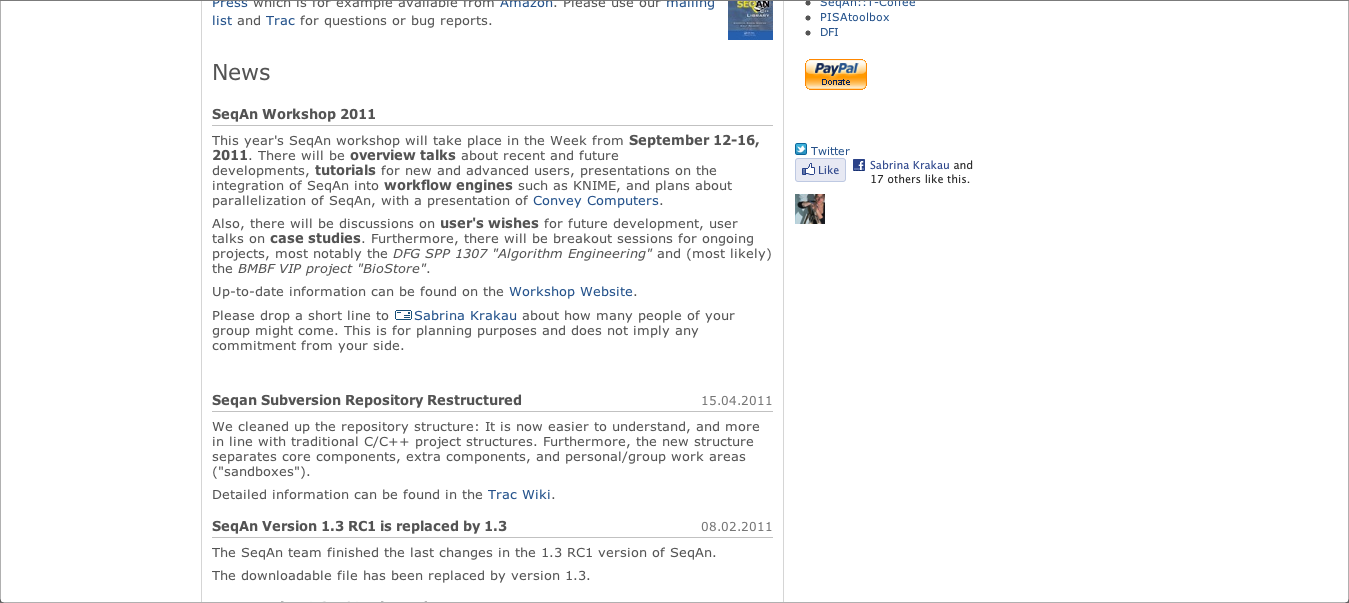 Press which is for example available from Amazon. Please use our mailing
list and Trac for questions or bug reports.
SEQAN
LIBRARY
News
SeqAn Workshop 2011
This year's SeqAn workshop will take place in the Week from September 12-16,
2011. There will be overview talks about recent and future
developments, tutorials for new and advanced users, presentations on the
integration of SeqAn into workflow engines such as KNIME, and plans about
parallelization of SeqAn, with a presentation of Convey Computers.
Also, there will be discussions on user's wishes for future development, user
talks on case studies. Furthermore, there will be breakout sessions for ongoing
projects, most notably the DFG SPP 1307 "Algorithm Engineering" and (most likely)
the BMBF VIP project "BioStore".
Up-to-date information can be found on the Workshop Website.
Please drop a short line to Sabrina Krakau about how many people of your
group might come. This is for planning purposes and does not imply any
commitment from your side.
Seqan Subversion Repository Restructured 15.04.2011
We cleaned up the repository structure: It is now easier to understand, and more
in line with traditional C/C++ project structures. Furthermore, the new structure
separates core components, extra components, and personal/group work areas
("sandboxes").
Detailed information can be found in the Trac Wiki.
SeqAn Version 1.3 RC1 is replaced by 1.3 08.02.2011
The SeqAn team finished the last changes in the 1.3 RC1 version of SeqAn.
The downloadable file has been replaced by version 1.3.
SeqAn::T-Coffee
PISAtoolbox
DFI
PayPal
Donate
Twitter
Like
Sabrina Krakau and
17 others like this.